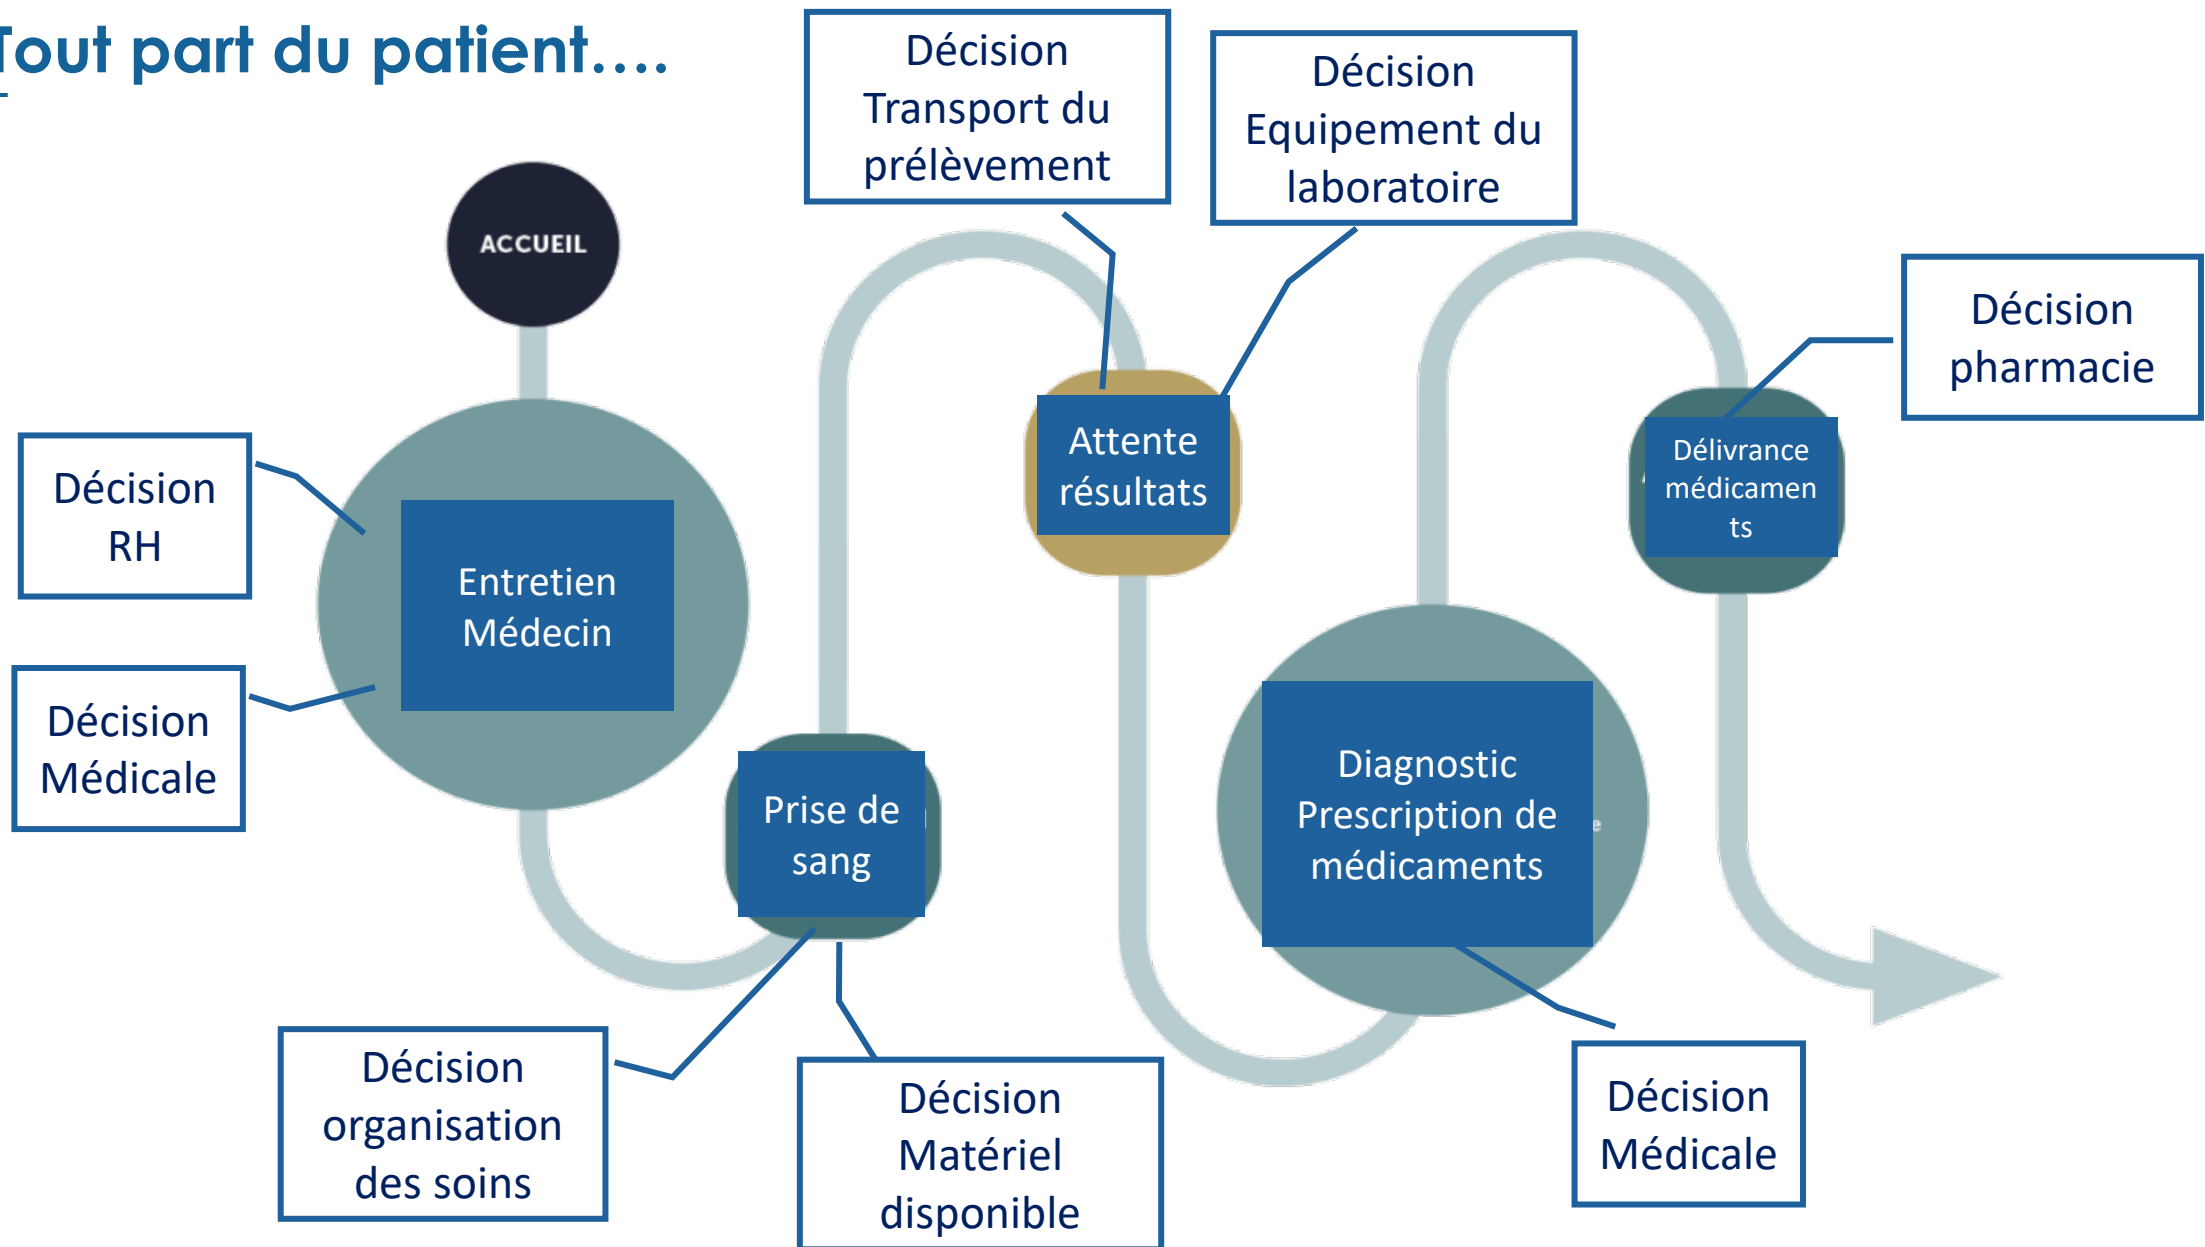 Tout part du patient....
Décision
Transport du
prélèvement
Décision
Equipement du
laboratoire
ACCUEIL
Décision
pharmacie
Décision
RH
Entretien
Médecin
Attente
résultats
Délivrance
médicamen
ts
Décision
Médicale
Prise de
sang
Diagnostic
Prescription de
médicaments
Décision
organisation
des soins
Décision
Matériel
disponible
Décision
Médicale